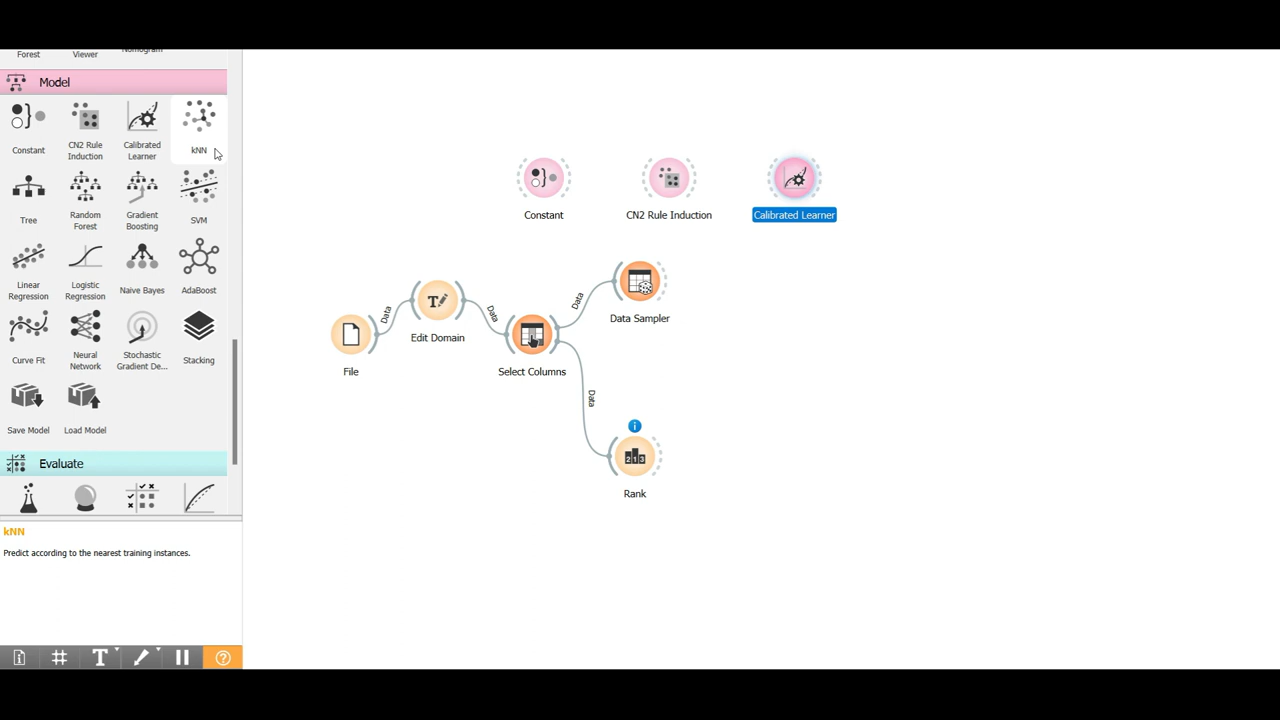 Forest
Viewer
Nomogram
Model
Constant
CN2 Rule
Induction
Calibrated
Learner
kNN
Tree
Random
Forest
Gradient
Boosting
SVM
Linear
Regression
Logistic
Regression
Naive Bayes
AdaBoost
Curve Fit
Neural
Network
Stochastic
Gradient De...
Stacking
Save Model
Load Model
Evaluate
kNN
Predict according to the nearest training instances.
Constant
CN2 Rule Induction
Calibrated Learner
File
Data
Edit Domain
Data
Select Columns
Data
Data Sampler
Data
Rank